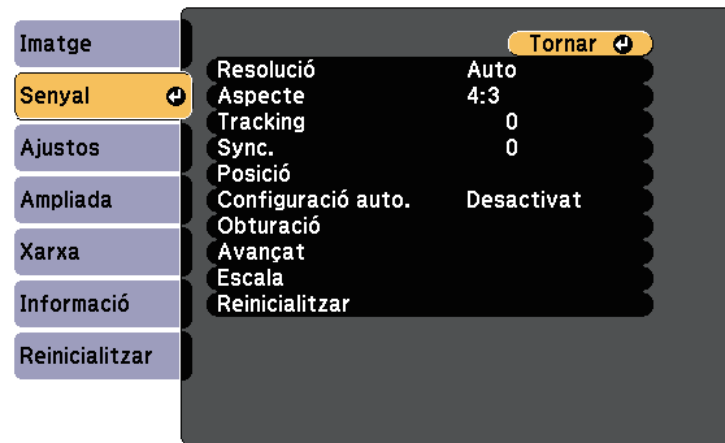 Imatge
Senyal
Ajustos
Ampliada
Xarxa
Informació
Reinicialitzar
Tornar
Resolució Auto
Aspecte 4:3
Tracking 0
Sync. 0
Posició
Configuració auto. Desactivat
Obturació
Avançat
Escala
Reinicialitzar